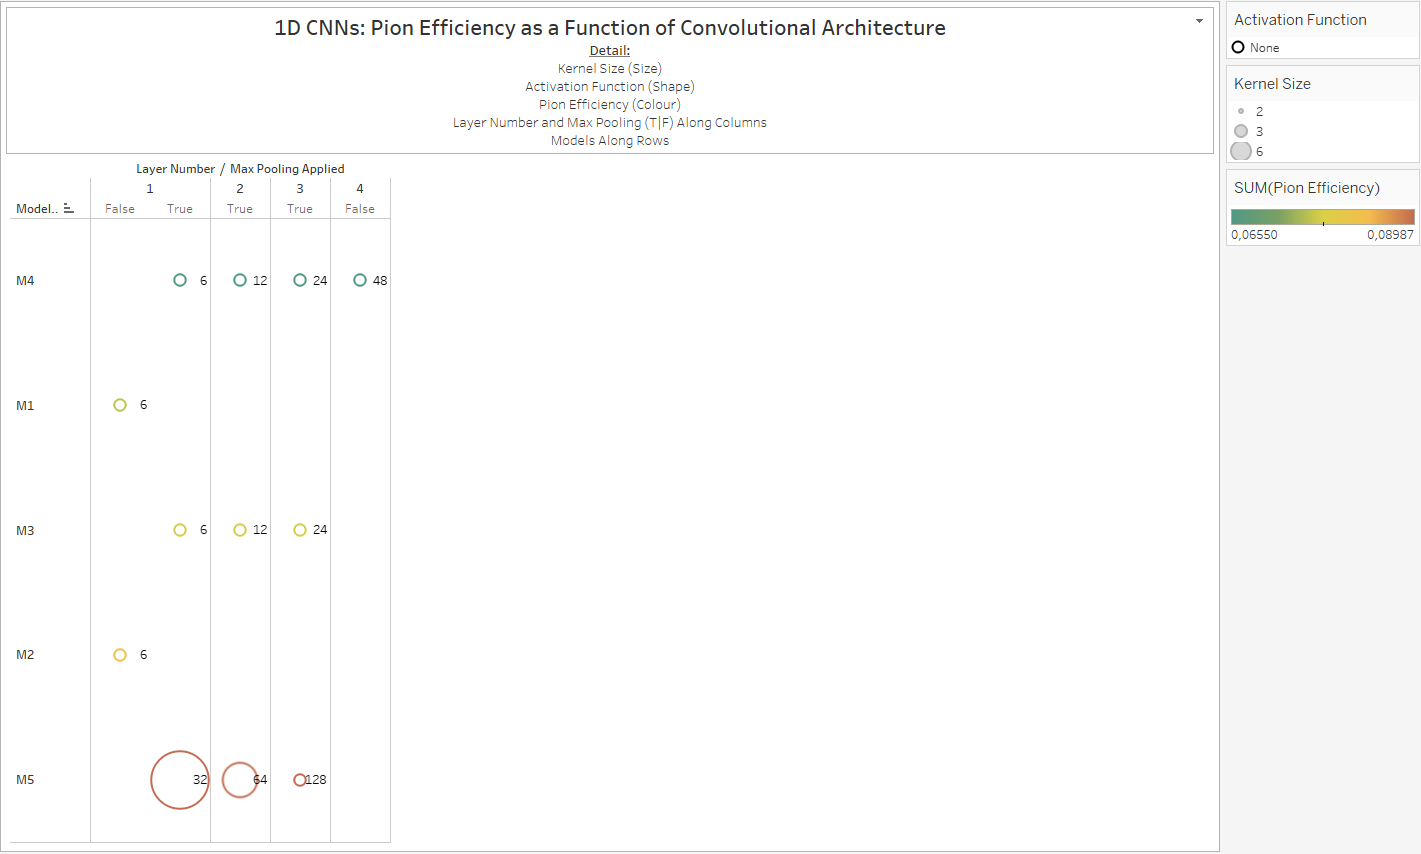 1D CNNs: Pion Efficiency as a Function of Convolutional Architecture
Detail:
Kernel Size (Size)
Activation Function (Shape)
Pion Efficiency (Colour)
Layer Number and Max Pooling (T|F) Along Columns
Models Along Rows
Layer Number / Max Pooling Applied
1 2 3 4
Model.. False True True True False
M4 6 12 24 48
M1 6
M3 6 12 24
M2 6
M5 32 64 128
Activation Function
None
Kernel Size
2
3
6
SUM(Pion Efficiency)
0,06550 0,08987